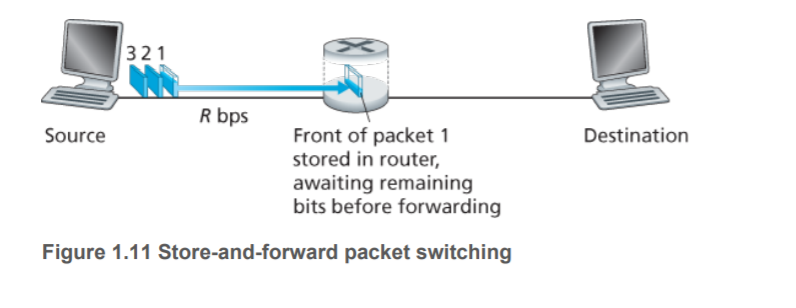 3 2 1
R bps
Source
Front of packet 1
stored in router,
awaiting remaining
bits before forwarding
Destination
Figure 1.11 Store-and-forward packet switching